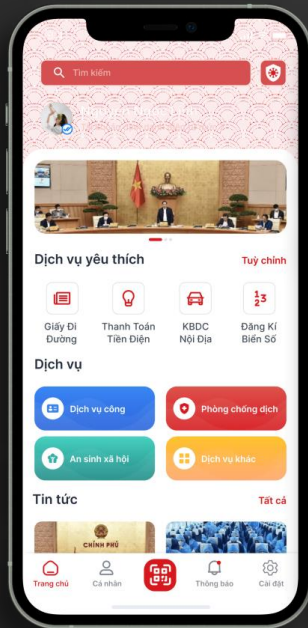 Tìm kiếm
Dịch vụ yêu thích
Tuỳ chỉnh
Giấy Đi
Đường
Thanh Toán
Tiền Điện
KBDC
Nội Địa
Đăng Kí
Biển Số
Dịch vụ
Dịch vụ công
Phòng chống dịch
An sinh xã hội
Dịch vụ khác
Tin tức
Tất cả
CHÍNH PHỦ
Trang chủ
Cá nhân
Thông báo
Cài đặt